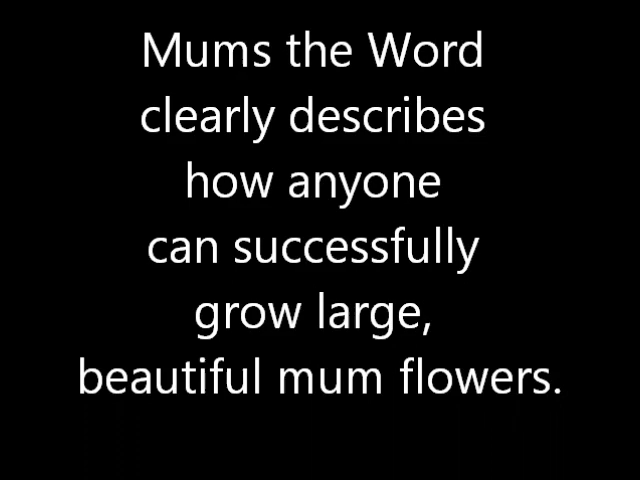 Mums the Word
clearly describes
how anyone
can successfully
grow large,
beautiful mum flowers.